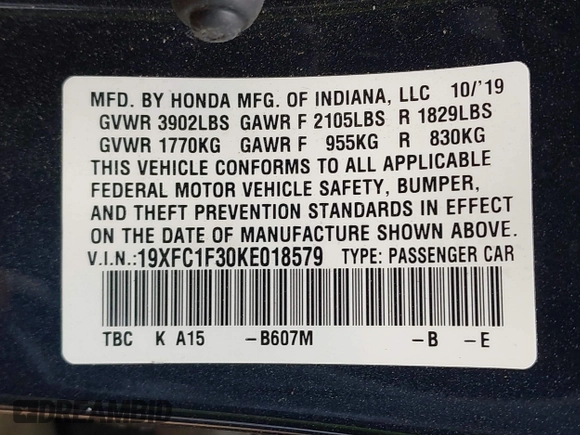 MFD. BY HONDA MFG. OF INDIANA, LLC 10/'19
GVWR 3902LBS GAWR F 2105LBS R 1829LBS
GVWR 1770KG GAWR F 955KG R 830KG
THIS VEHICLE CONFORMS TO ALL APPLICABLE
FEDERAL MOTOR VEHICLE SAFETY, BUMPER,
AND THEFT PREVENTION STANDARDS IN EFFECT
ON THE DATE OF MANUFACTURE SHOWN ABOVE.
V.I.N.:19XFC1F30KE018579 TYPE: PASSENGER CAR
TBC K A15 -B607M -B -E
DREAMBID